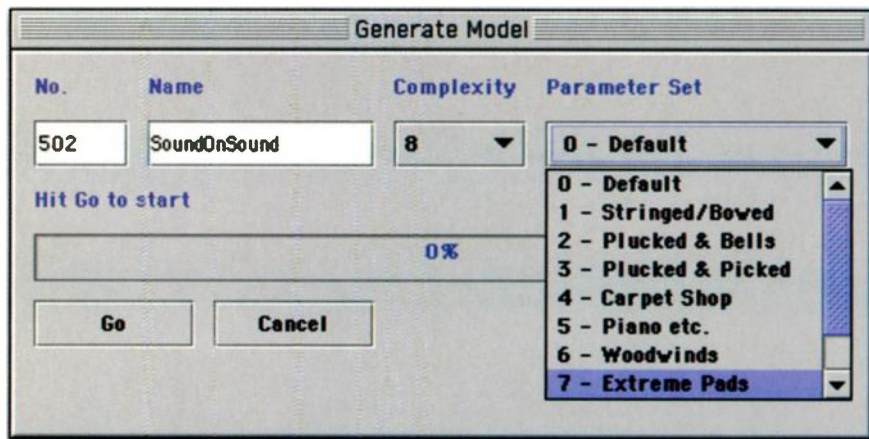 Generate Model
No. Name Complexity Parameter Set
502 SoundOnSound 8 0 - Default
0 - Default
Hit Go to start
1 - Stringed/Bowed
2 - Plucked & Bells
0%
3 - Plucked & Picked
4 - Carpet Shop
Go Cancel
5 - Piano etc.
6 - Woodwinds
7 - Extreme Pads